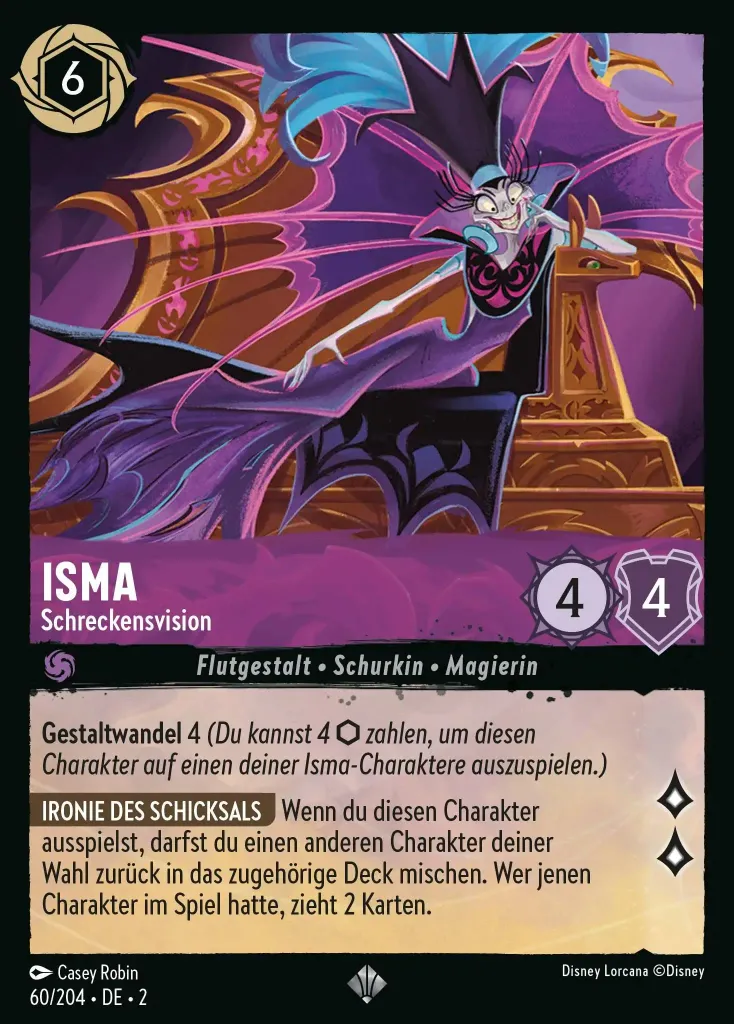 6
ISMA
Schreckensvision
4
4
Flutgestalt • Schurkin • Magierin
Gestaltwandel 4 (Du kannst 4 zahlen, um diesen
Charakter auf einen deiner Isma-Charaktere auszuspielen.)
IRONIE DES SCHICKSALS Wenn du diesen Charakter
ausspielst, darfst du einen anderen Charakter deiner
Wahl zurück in das zugehörige Deck mischen. Wer jenen
Charakter im Spiel hatte, zieht 2 Karten.
Casey Robin
Disney Lorcana ©Disney
60/204 • DE • 2